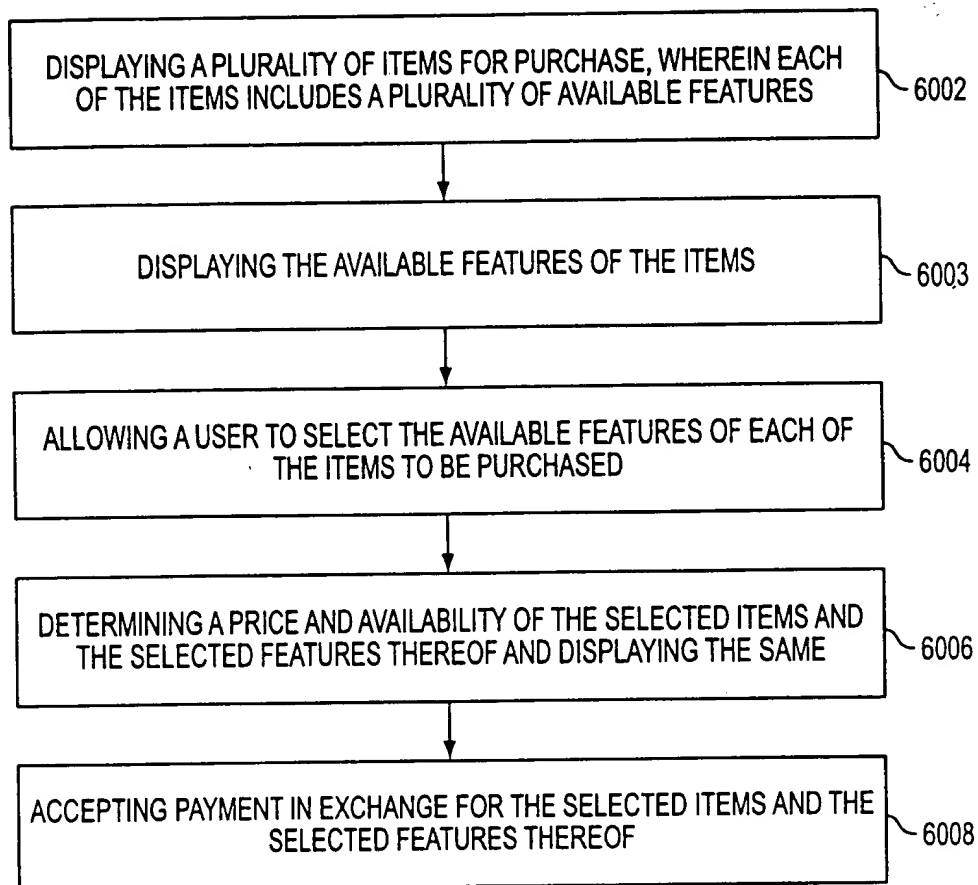 DISPLAYING A PLURALITY OF ITEMS FOR PURCHASE, WHEREIN EACH
OF THE ITEMS INCLUDES A PLURALITY OF AVAILABLE FEATURES
6002
DISPLAYING THE AVAILABLE FEATURES OF THE ITEMS
6003
ALLOWING A USER TO SELECT THE AVAILABLE FEATURES OF EACH OF
THE ITEMS TO BE PURCHASED
6004
DETERMINING A PRICE AND AVAILABILITY OF THE SELECTED ITEMS AND
THE SELECTED FEATURES THEREOF AND DISPLAYING THE SAME
6006
ACCEPTING PAYMENT IN EXCHANGE FOR THE SELECTED ITEMS AND THE
SELECTED FEATURES THEREOF
6008